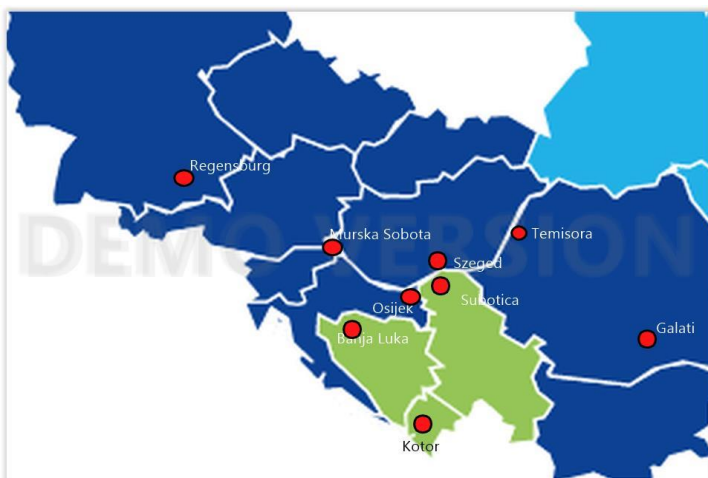 Regensburg
DEMO VERSION
Murska Sobota
Temisora
Szeged
Subotica
Osijek
Banja Luka
Galati
Kotor